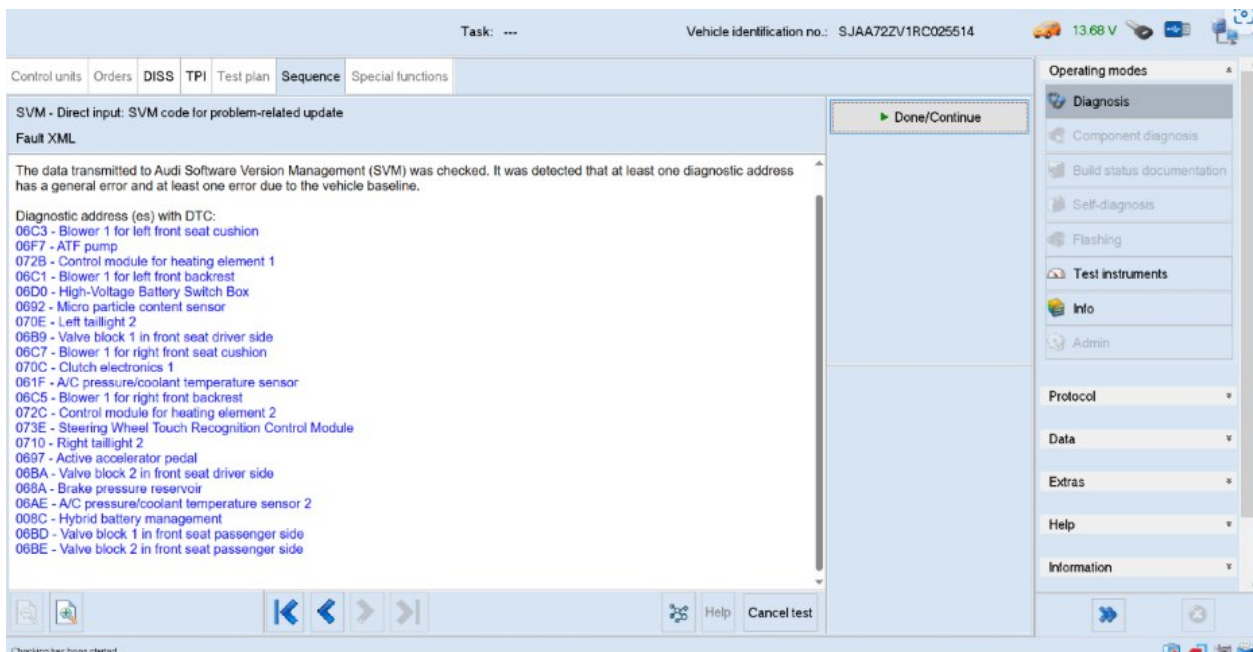 Task: ---
Vehicle identification no.: SJAA72ZV1RC025514
13.68 V
Control units Orders DISS TPI Test plan Sequence Special functions
SVM - Direct input: SVM code for problem-related update
Fault XML
The data transmitted to Audi Software Version Management (SVM) was checked. It was detected that at least one diagnostic address
has a general error and at least one error due to the vehicle baseline.
Diagnostic address (es) with DTC:
06C3 - Blower 1 for left front seat cushion
06F7 - ATF pump
072B - Control module for heating element 1
06C1 - Blower 1 for left front backrest
06D0 - High-Voltage Battery Switch Box
0692 - Micro particle content sensor
070E - Left taillight 2
06B9 - Valve block 1 in front seat driver side
06C7 - Blower 1 for right front seat cushion
070C - Clutch electronics 1
061F - A/C pressure/coolant temperature sensor
06C5 - Blower 1 for right front backrest
072C - Control module for heating element 2
073E - Steering Wheel Touch Recognition Control Module
0710 - Right taillight 2
0697 - Active accelerator pedal
06BA - Valve block 2 in front seat driver side
068A - Brake pressure reservoir
06AE - A/C pressure/coolant temperature sensor 2
008C - Hybrid battery management
06BD - Valve block 1 in front seat passenger side
06BE - Valve block 2 in front seat passenger side
Help
Cancel test
Done/Continue
Operating modes
Diagnosis
Component diagnosis
Build status documentation
Self-diagnosis
Flashing
Test instruments
Info
Admin
Protocol
Data
Extras
Help
Information
Checking has been started